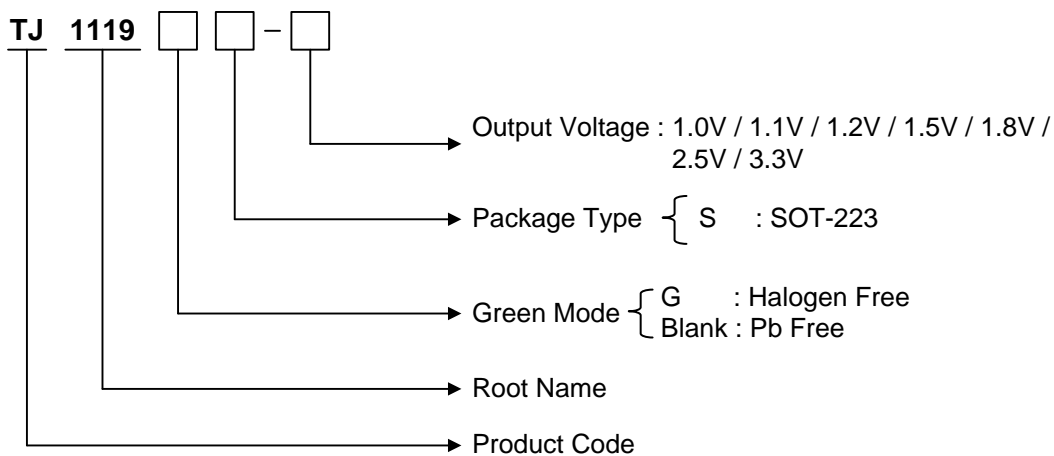 TJ 1119 –
Output Voltage : 1.0V / 1.1V / 1.2V / 1.5V / 1.8V /
2.5V / 3.3V
Package Type S : SOT-223
Green Mode G : Halogen Free
Blank : Pb Free
Root Name
Product Code